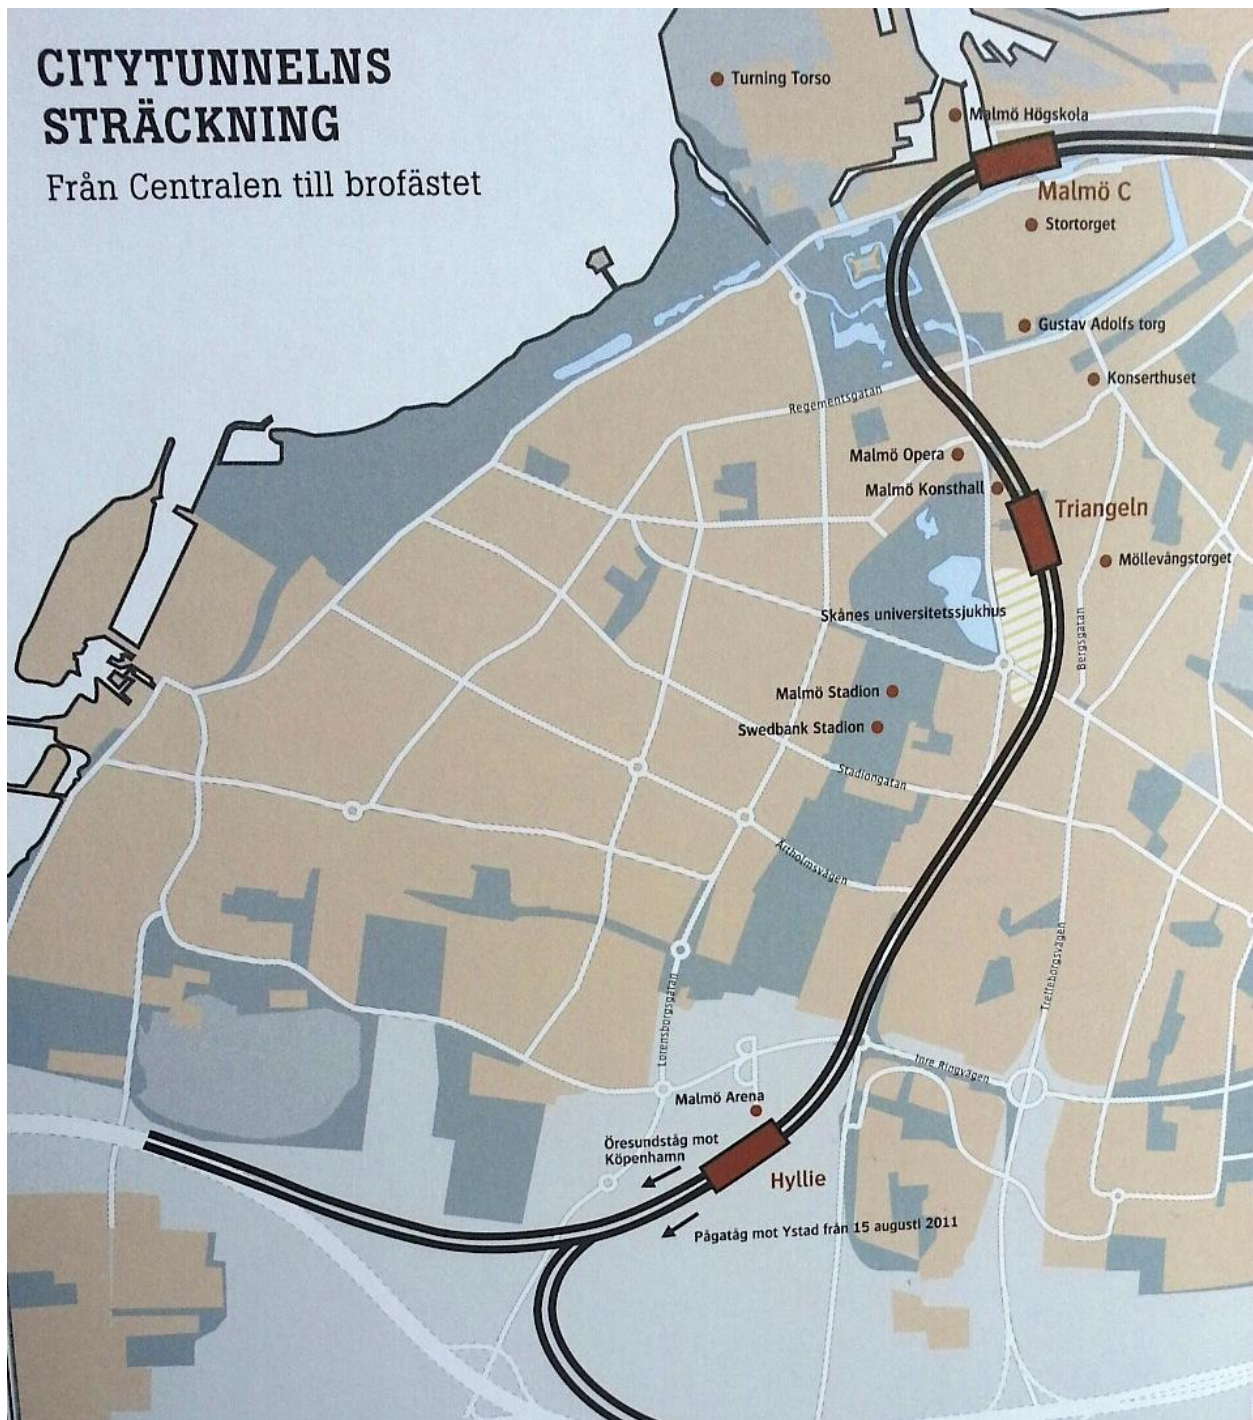 CITYTUNNELNS
STRÄCKNING
Från Centralen till brofästet
Turning Torso
Malmö Högskola
Malmö C
Stortorget
Gustav Adolfs torg
Konserthuset
Regementsgatan
Malmö Opera
Malmö Konsthall
Triangeln
Möllevångstorget
Skånes universitetssjukhus
Bergsgatan
Malmö Stadion
Swedbank Stadion
Stadiongatan
Ärtholmsvägen
Trelleborgsvägen
Lorensborgsgatan
Inre Ringvägen
Malmö Arena
Öresundståg mot
Köpenhamn
Hyllie
Pågatåg mot Ystad från 15 augusti 2011